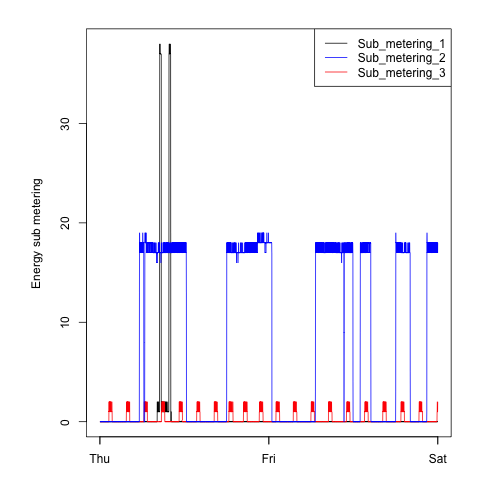 Sub_metering_1
Sub_metering_2
Sub_metering_3
Energy sub metering
30
20
10
0
Thu
Fri
Sat